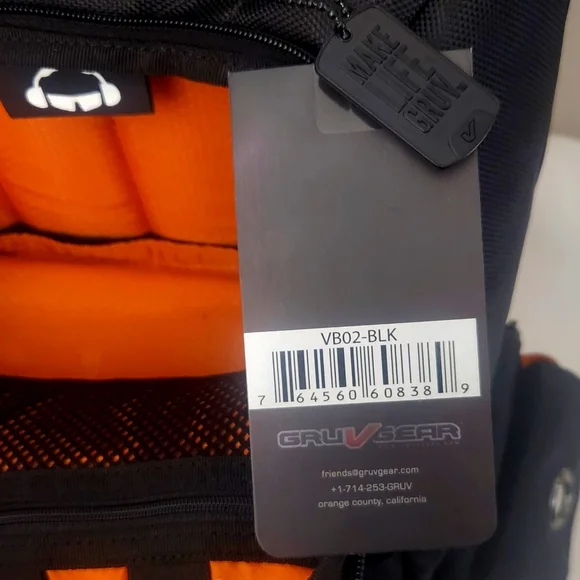 MAKE
LIFE
GRUV.
VB02-BLK
7 64560 60838 9
GRUVGEAR
friends@gruvgear.com
+1-714-253-GRUV
orange county, california